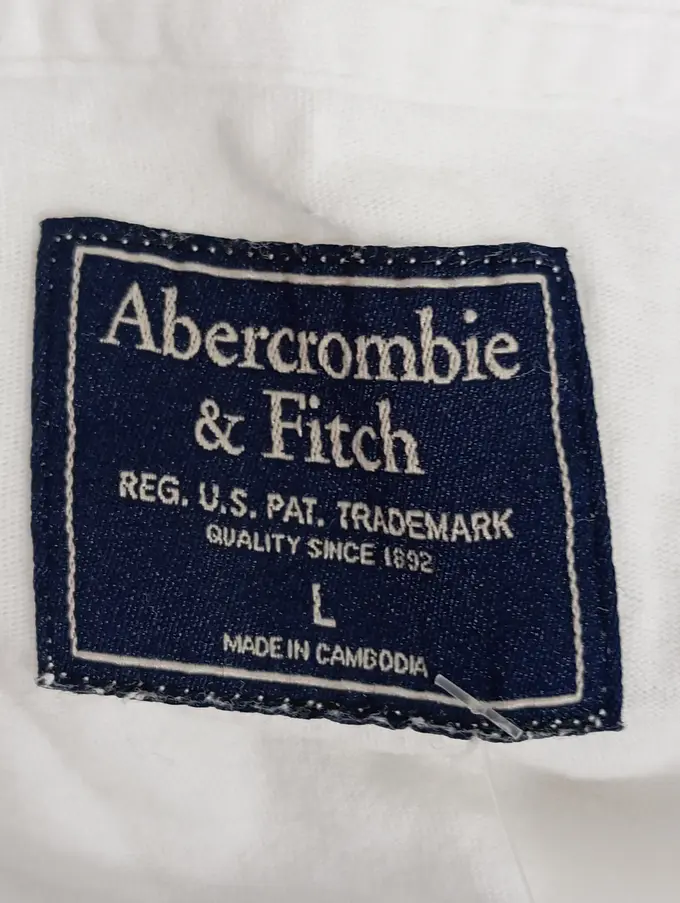 Abercrombie
& Fitch
REG. U.S. PAT. TRADEMARK
QUALITY SINCE 1892
L
MADE IN CAMBODIA